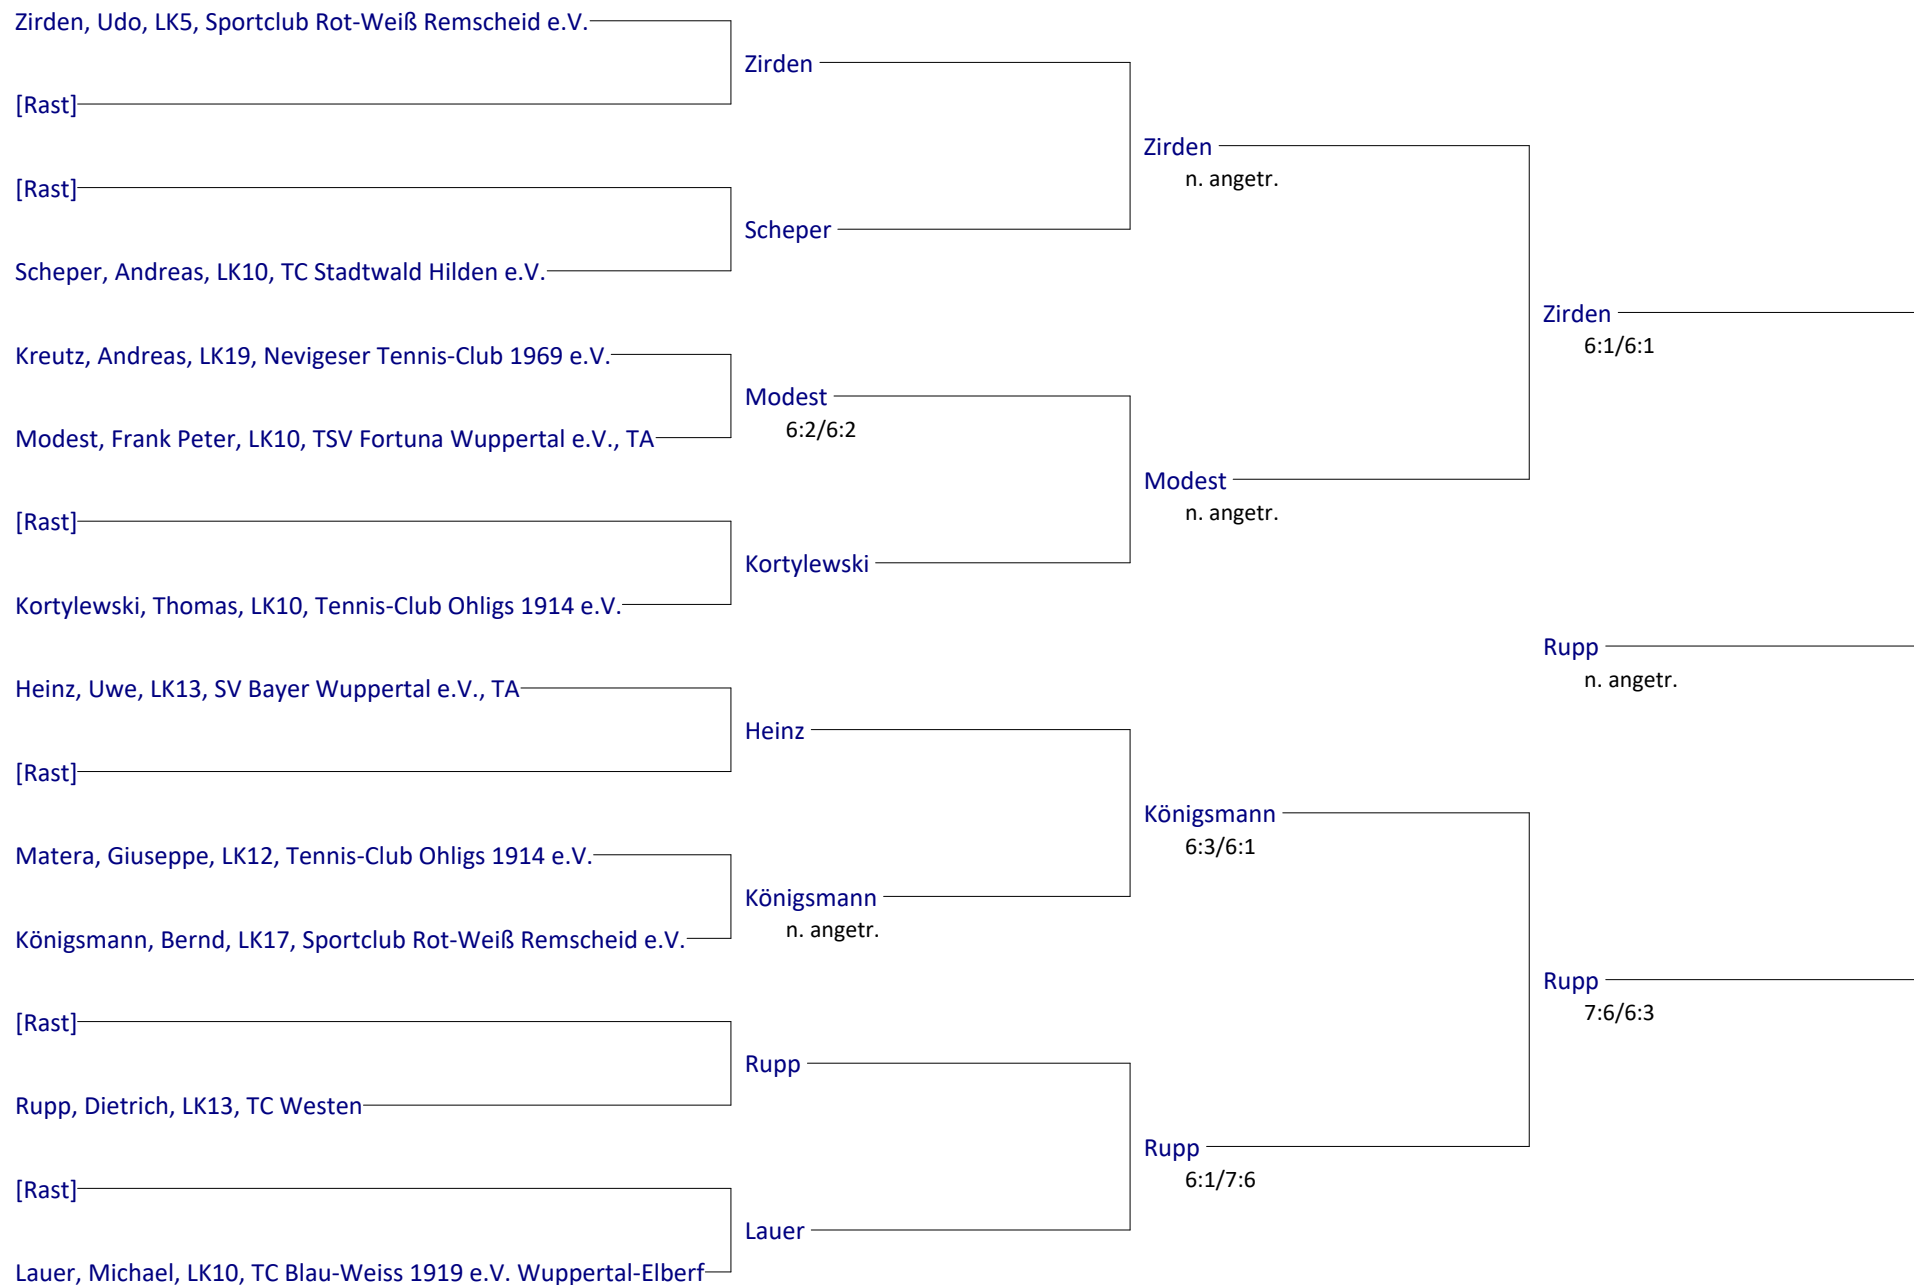 Zirden, Udo, LK5, Sportclub Rot-Weiß Remscheid e.V.
[Rast]
[Rast]
Scheper, Andreas, LK10, TC Stadtwald Hilden e.V.
Kreutz, Andreas, LK19, Nevigeser Tennis-Club 1969 e.V.
Modest, Frank Peter, LK10, TSV Fortuna Wuppertal e.V., TA
[Rast]
Kortylewski, Thomas, LK10, Tennis-Club Ohligs 1914 e.V.
Heinz, Uwe, LK13, SV Bayer Wuppertal e.V., TA
[Rast]
Matera, Giuseppe, LK12, Tennis-Club Ohligs 1914 e.V.
Königsmann, Bernd, LK17, Sportclub Rot-Weiß Remscheid e.V.
[Rast]
Rupp, Dietrich, LK13, TC Westen
[Rast]
Lauer, Michael, LK10, TC Blau-Weiss 1919 e.V. Wuppertal-Elberf
Zirden
Scheper
Modest
6:2/6:2
Kortylewski
Heinz
Königsmann
n. angetr.
Rupp
Lauer
Zirden
n. angetr.
Modest
n. angetr.
Königsmann
6:3/6:1
Rupp
6:1/7:6
Zirden
6:1/6:1
Rupp
n. angetr.
Rupp
7:6/6:3